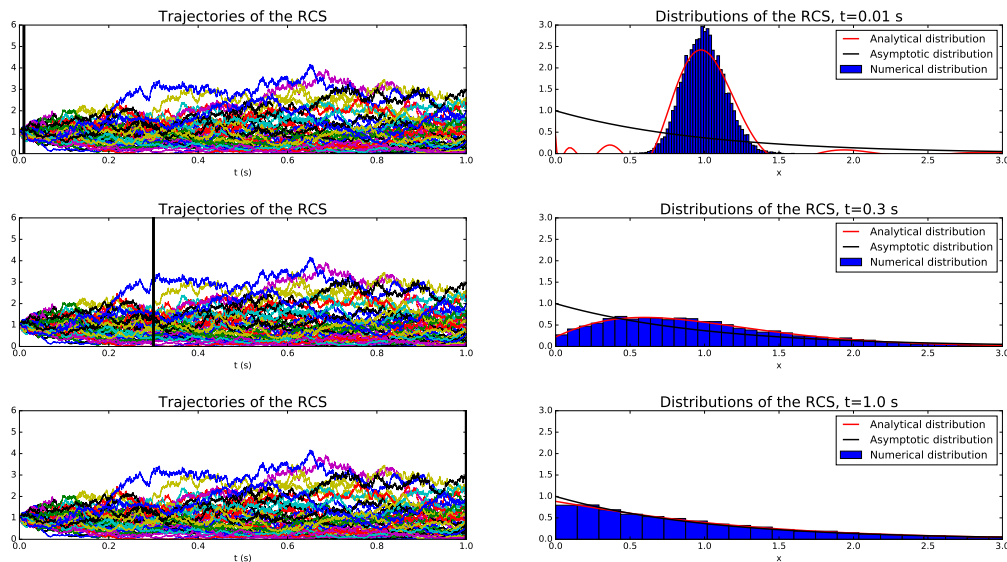 Trajectories of the RCS
6
5
4
3
2
1
0
0.0 0.2 0.4 0.6 0.8 1.0
t (s)
Distributions of the RCS, t=0.01 s
3.0
2.5
2.0
1.5
1.0
0.5
0.0
Analytical distribution
Asymptotic distribution
Numerical distribution
0.0 0.5 1.0 1.5 2.0 2.5 3.0
x
Trajectories of the RCS
6
5
4
3
2
1
0
0.0 0.2 0.4 0.6 0.8 1.0
t (s)
Distributions of the RCS, t=0.3 s
3.0
2.5
2.0
1.5
1.0
0.5
0.0
Analytical distribution
Asymptotic distribution
Numerical distribution
0.0 0.5 1.0 1.5 2.0 2.5 3.0
x
Trajectories of the RCS
6
5
4
3
2
1
0
0.0 0.2 0.4 0.6 0.8 1.0
t (s)
Distributions of the RCS, t=1.0 s
3.0
2.5
2.0
1.5
1.0
0.5
0.0
Analytical distribution
Asymptotic distribution
Numerical distribution
0.0 0.5 1.0 1.5 2.0 2.5 3.0
x